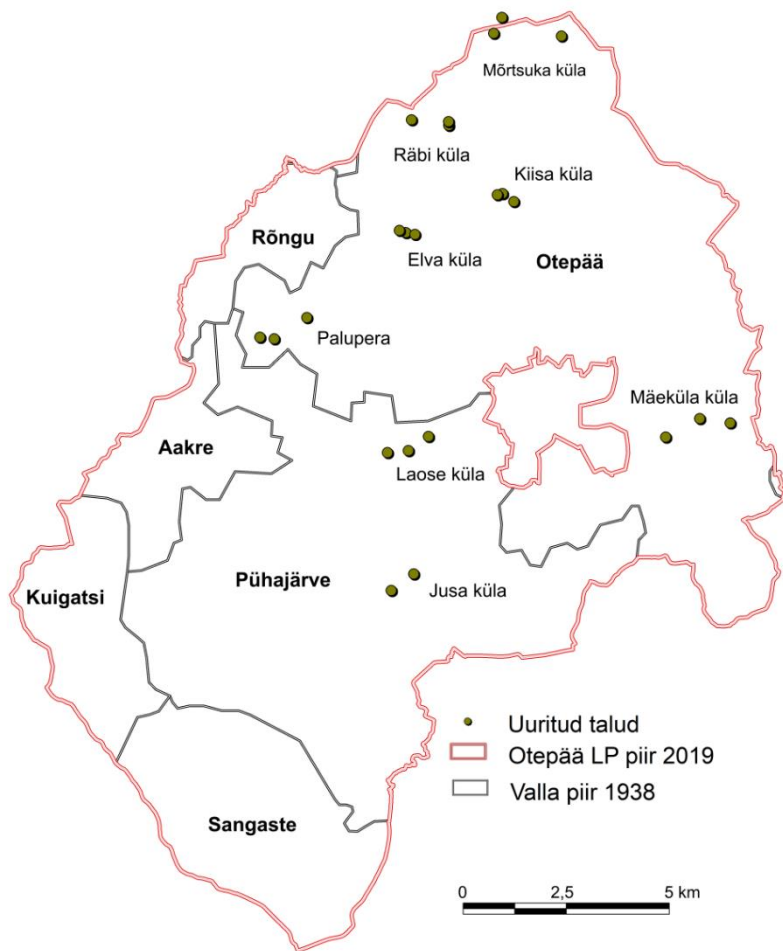 Mõrtsuka küla
Räbi küla
Kiisa küla
Rõngu
Elva küla
Otepää
Palupera
Mäeküla küla
Aakre
Laose küla
Pühajärve
Jusa küla
Kuigatsi
Sangaste
Uuritud talud
Otepää LP piir 2019
Valla piir 1938
0 2,5 5 km